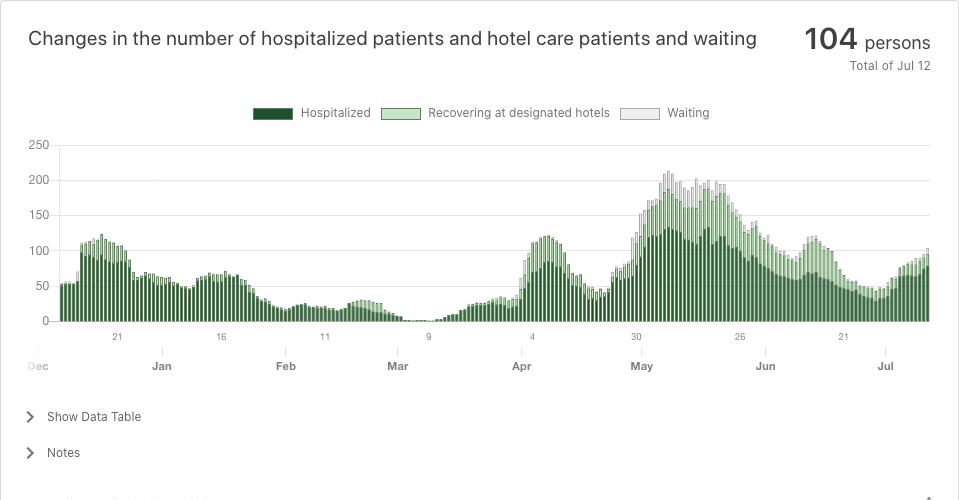 Changes in the number of hospitalized patients and hotel care patients and waiting
104 persons
Total of Jul 12
Hospitalized Recovering at designated hotels Waiting
250
200
150
100
50
0
21 16 11 9 4 30 26 21
Dec Jan Feb Mar Apr May Jun Jul
Show Data Table
Notes